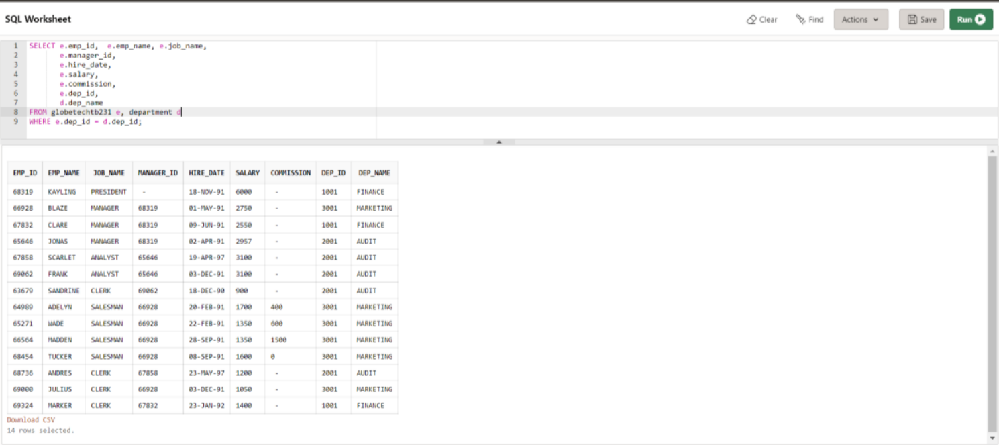 SQL Worksheet
Clear Find Actions Save Run
1 SELECT e.emp_id, e.emp_name, e.job_name,
2 e.manager_id,
3 e.hire_date,
4 e.salary,
5 e.commission,
6 e.dep_id,
7 d.dep_name
8 FROM globetechtb231 e, department d
9 WHERE e.dep_id = d.dep_id;
EMP_ID EMP_NAME JOB_NAME MANAGER_ID HIRE_DATE SALARY COMMISSION DEP_ID DEP_NAME
68319 KAYLING PRESIDENT - 18-NOV-91 6000 - 1001 FINANCE
66928 BLAZE MANAGER 68319 01-MAY-91 2750 - 3001 MARKETING
67832 CLARE MANAGER 68319 09-JUN-91 2550 - 1001 FINANCE
65646 JONAS MANAGER 68319 02-APR-91 2957 - 2001 AUDIT
67858 SCARLET ANALYST 65646 19-APR-97 3100 - 2001 AUDIT
69062 FRANK ANALYST 65646 03-DEC-91 3100 - 2001 AUDIT
63679 SANDRINE CLERK 69062 18-DEC-90 900 - 2001 AUDIT
64989 ADELYN SALESMAN 66928 20-FEB-91 1700 400 3001 MARKETING
65271 WADE SALESMAN 66928 22-FEB-91 1350 600 3001 MARKETING
66564 MADDEN SALESMAN 66928 28-SEP-91 1350 1500 3001 MARKETING
68454 TUCKER SALESMAN 66928 08-SEP-91 1600 0 3001 MARKETING
68736 ANDRES CLERK 67858 23-MAY-97 1200 - 2001 AUDIT
69000 JULIUS CLERK 66928 03-DEC-91 1050 - 3001 MARKETING
69324 MARKER CLERK 67832 23-JAN-92 1400 - 1001 FINANCE
Download CSV
14 rows selected.